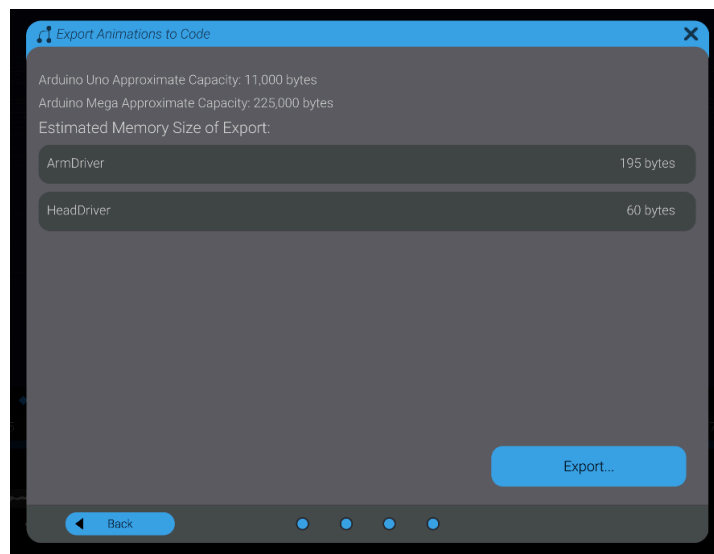 Export Animations to Code
Arduino Uno Approximate Capacity: 11,000 bytes
Arduino Mega Approximate Capacity: 225,000 bytes
Estimated Memory Size of Export:
ArmDriver 195 bytes
HeadDriver 60 bytes
Export...
Back